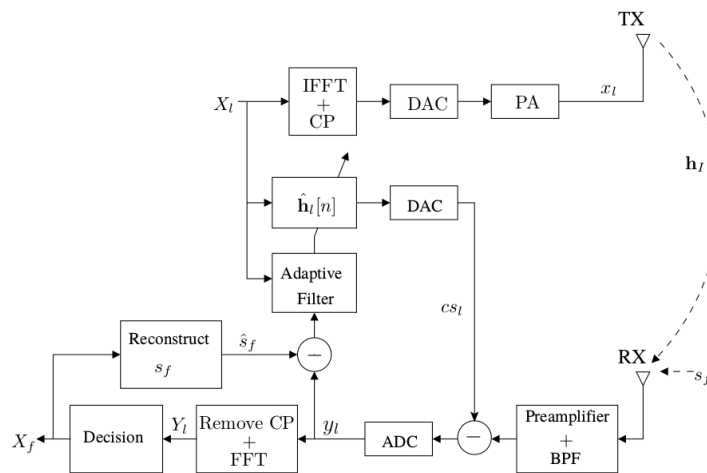 TX
IFFT
+
CP
DAC
PA
x_l
X_l
h_I
ĥ_l[n]
DAC
Adaptive
Filter
cs_l
Reconstruct
s_f
ŝ_f
−
RX
s_f
Preamplifier
+
BPF
−
ADC
y_l
Remove CP
+
FFT
Y_l
Decision
X_f